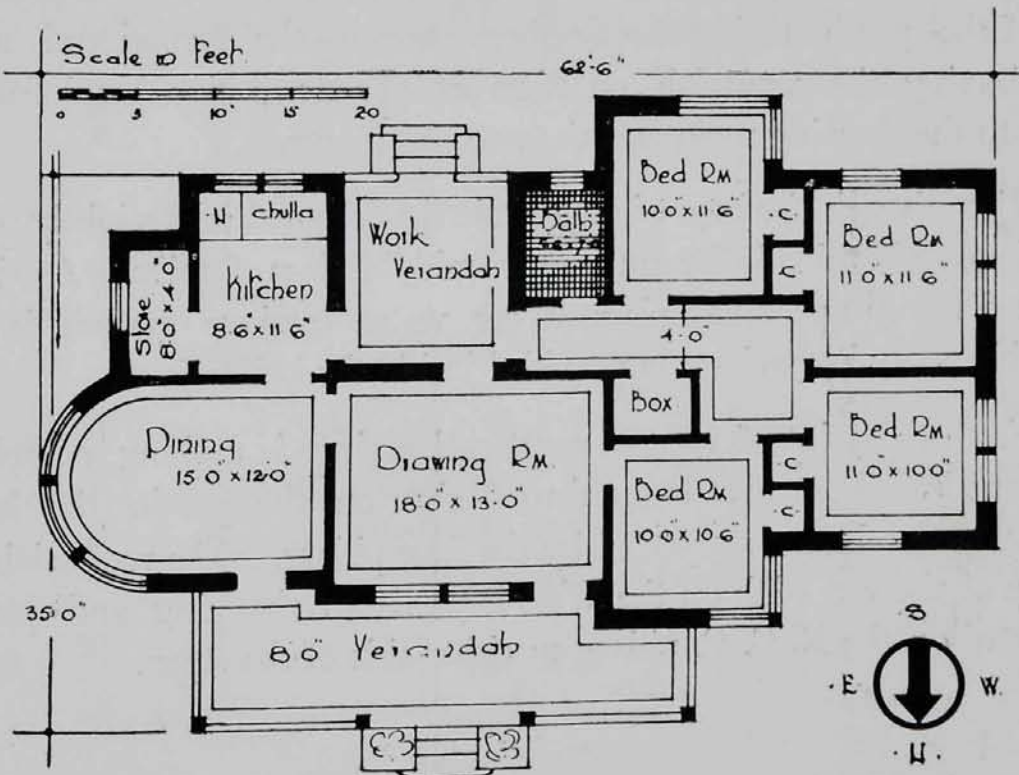 Scale in Feet
62'·6"
0 5 10' 15' 20
Bed Rm
10'0" x 11'6"
W
chulla
Work
Verandah
Bath
C
Bed Rm
11'0" x 11'6"
C
Kitchen
8'6" x 11'6"
Store
8'0" x 4'0"
4'·0"
Box
Dining
15'0" x 12'0"
Drawing Rm
18'0" x 13'·0"
Bed Rm
11'0" x 10'0"
C
Bed Rm
10'0" x 10'6"
C
35'0"
8'0" Verandah
S
E W.
N